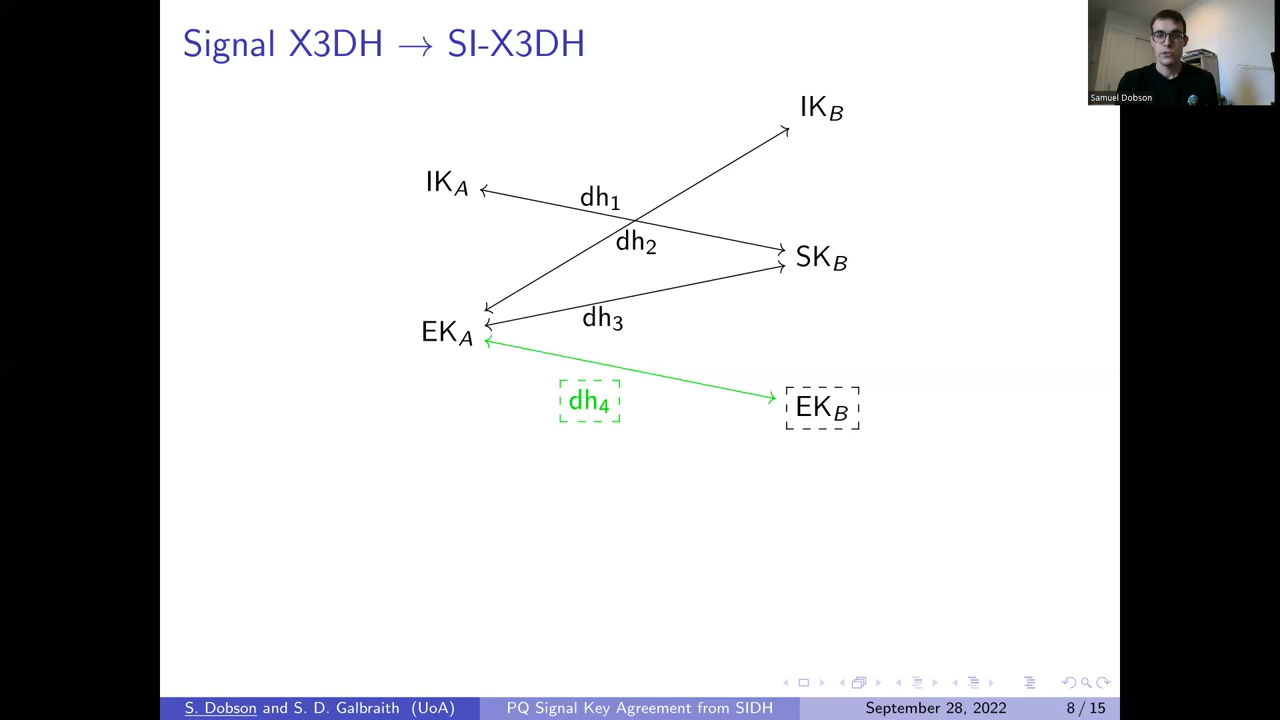 Signal X3DH → SI-X3DH
Samuel Dobson
IK_B
IK_A
dh_1
dh_2
SK_B
dh_3
EK_A
dh_4
EK_B
S. Dobson and S. D. Galbraith (UoA)
PQ Signal Key Agreement from SIDH
September 28, 2022
8 / 15